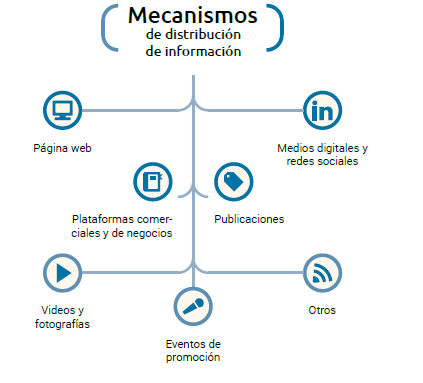 Mecanismos
de distribución
de información
in
Página web
Medios digitales y
redes sociales
Plataformas comer-
ciales y de negocios
Publicaciones
Videos y
fotografías
Otros
Eventos de
promoción